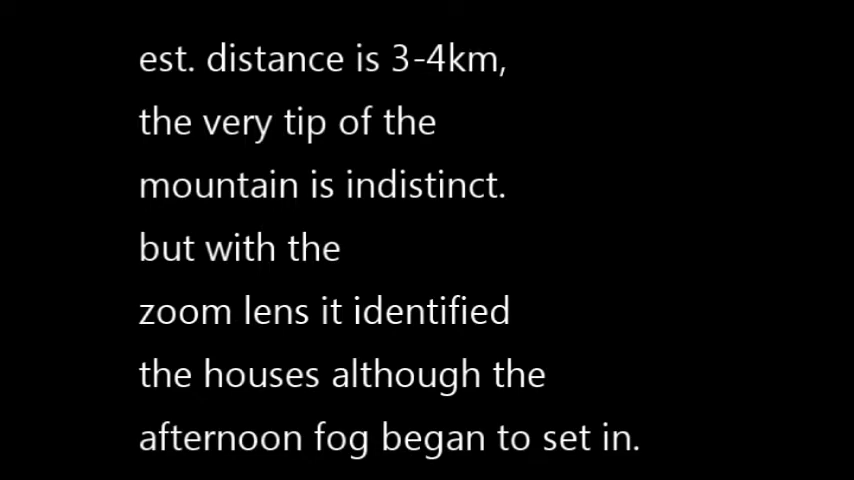 est. distance is 3-4km,
the very tip of the
mountain is indistinct.
but with the
zoom lens it identified
the houses although the
afternoon fog began to set in.